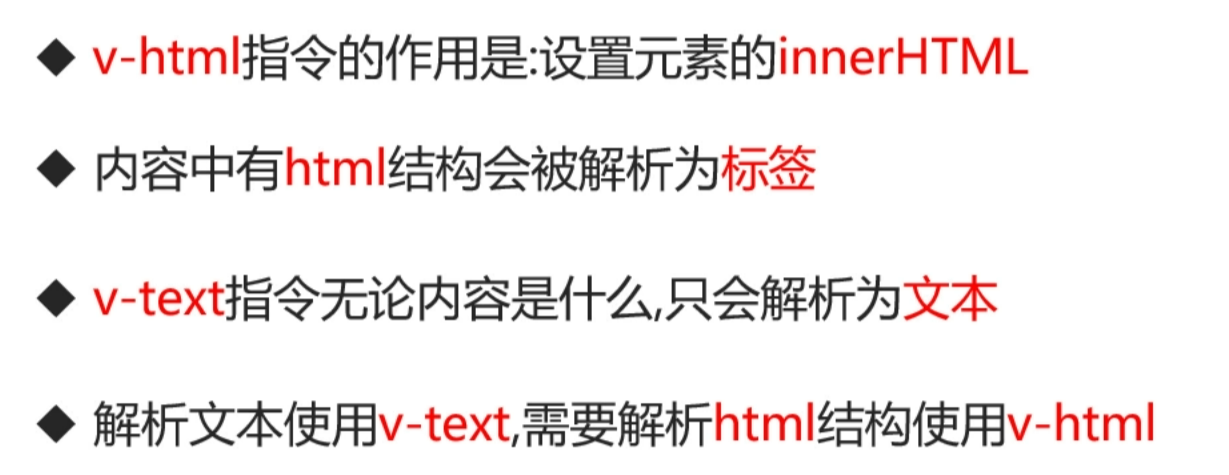 ◆ v-html指令的作用是:设置元素的innerHTML
◆ 内容中有html结构会被解析为标签
◆ v-text指令无论内容是什么,只会解析为文本
◆ 解析文本使用v-text,需要解析html结构使用v-html